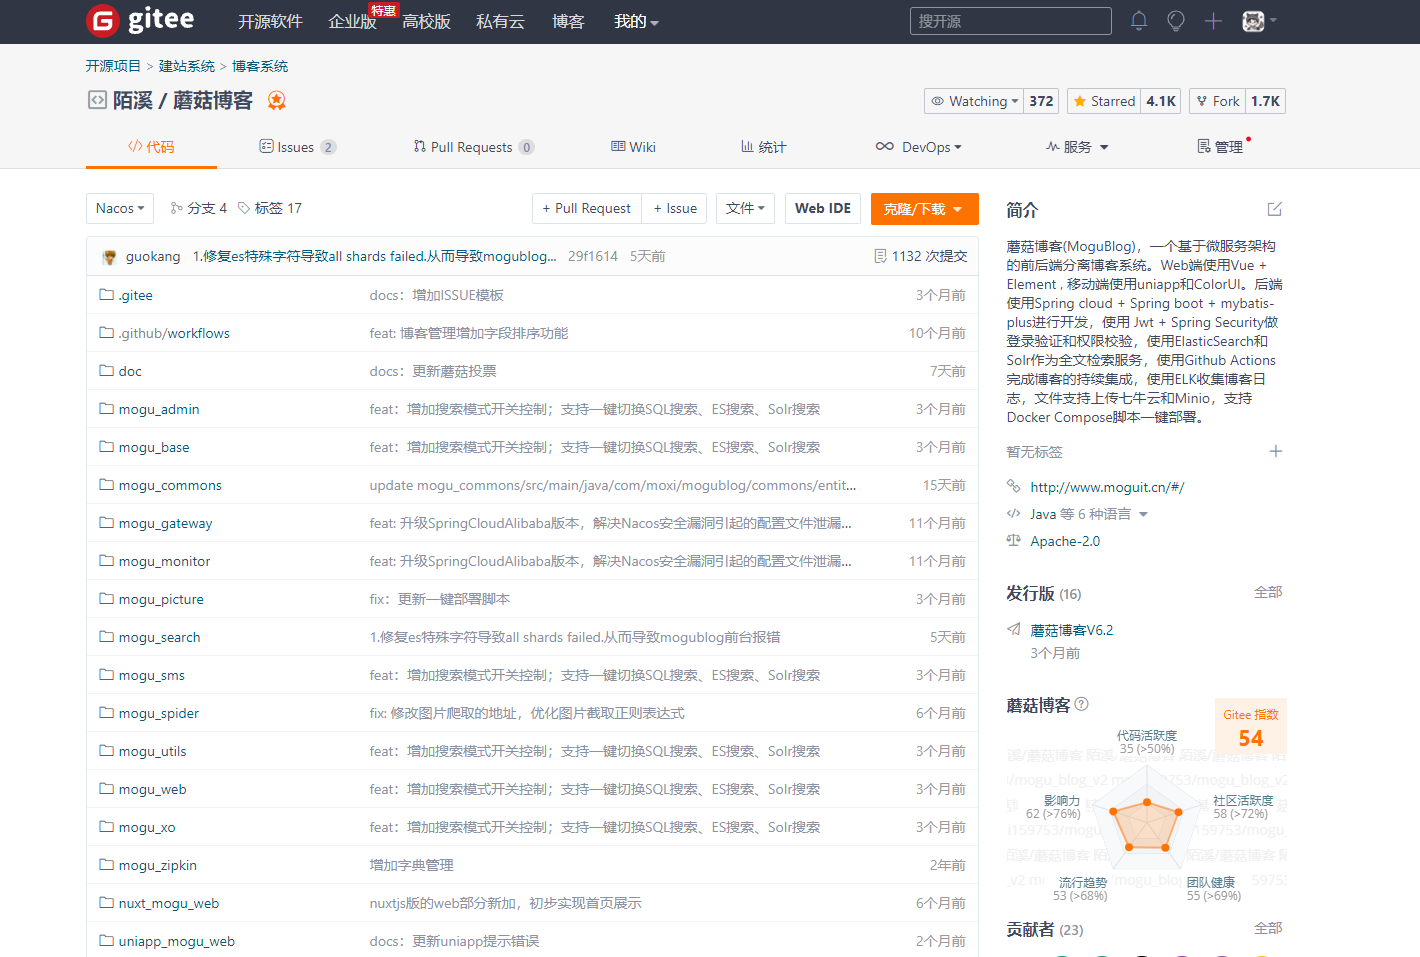 gitee 开源软件 企业版 特惠 高校版 私有云 博客 我的 搜开源
开源项目 > 建站系统 > 博客系统
陌溪 / 蘑菇博客
Watching 372 Starred 4.1K Fork 1.7K
代码 Issues 2 Pull Requests 0 Wiki 统计 DevOps 服务 管理
Nacos 分支 4 标签 17 + Pull Request + Issue 文件 Web IDE 克隆/下载
guokang 1.修复es特殊字符导致all shards failed.从而导致mogublog... 29f1614 5天前 1132 次提交
.gitee docs：增加ISSUE模板 3个月前
.github/workflows feat: 博客管理增加字段排序功能 10个月前
doc docs：更新蘑菇投票 7天前
mogu_admin feat：增加搜索模式开关控制；支持一键切换SQL搜索、ES搜索、Solr搜索 3个月前
mogu_base feat：增加搜索模式开关控制；支持一键切换SQL搜索、ES搜索、Solr搜索 3个月前
mogu_commons update mogu_commons/src/main/java/com/moxi/mogublog/commons/entit... 15天前
mogu_gateway feat: 升级SpringCloudAlibaba版本，解决Nacos安全漏洞引起的配置文件泄漏... 11个月前
mogu_monitor feat: 升级SpringCloudAlibaba版本，解决Nacos安全漏洞引起的配置文件泄漏... 11个月前
mogu_picture fix：更新一键部署脚本 3个月前
mogu_search 1.修复es特殊字符导致all shards failed.从而导致mogublog前台报错 5天前
mogu_sms feat：增加搜索模式开关控制；支持一键切换SQL搜索、ES搜索、Solr搜索 3个月前
mogu_spider fix: 修改图片爬取的地址，优化图片截取正则表达式 6个月前
mogu_utils feat：增加搜索模式开关控制；支持一键切换SQL搜索、ES搜索、Solr搜索 3个月前
mogu_web feat：增加搜索模式开关控制；支持一键切换SQL搜索、ES搜索、Solr搜索 3个月前
mogu_xo feat：增加搜索模式开关控制；支持一键切换SQL搜索、ES搜索、Solr搜索 3个月前
mogu_zipkin 增加字典管理 2年前
nuxt_mogu_web nuxtjs版的web部分新加，初步实现首页展示 6个月前
uniapp_mogu_web docs：更新uniapp提示错误 2个月前
简介
蘑菇博客(MoguBlog)，一个基于微服务架构
的前后端分离博客系统。Web端使用Vue +
Element , 移动端使用uniapp和ColorUI。后端
使用Spring cloud + Spring boot + mybatis-
plus进行开发，使用 Jwt + Spring Security做
登录验证和权限校验，使用ElasticSearch和
Solr作为全文检索服务，使用Github Actions
完成博客的持续集成，使用ELK收集博客日
志，文件支持上传七牛云和Minio，支持
Docker Compose脚本一键部署。
暂无标签
http://www.moguit.cn/#/
Java 等 6 种语言
Apache-2.0
发行版 (16) 全部
蘑菇博客V6.2
3个月前
蘑菇博客
Gitee 指数
54
代码活跃度
35 (>50%)
影响力
62 (>76%)
社区活跃度
58 (>72%)
流行趋势
53 (>68%)
团队健康
55 (>69%)
贡献者 (23) 全部